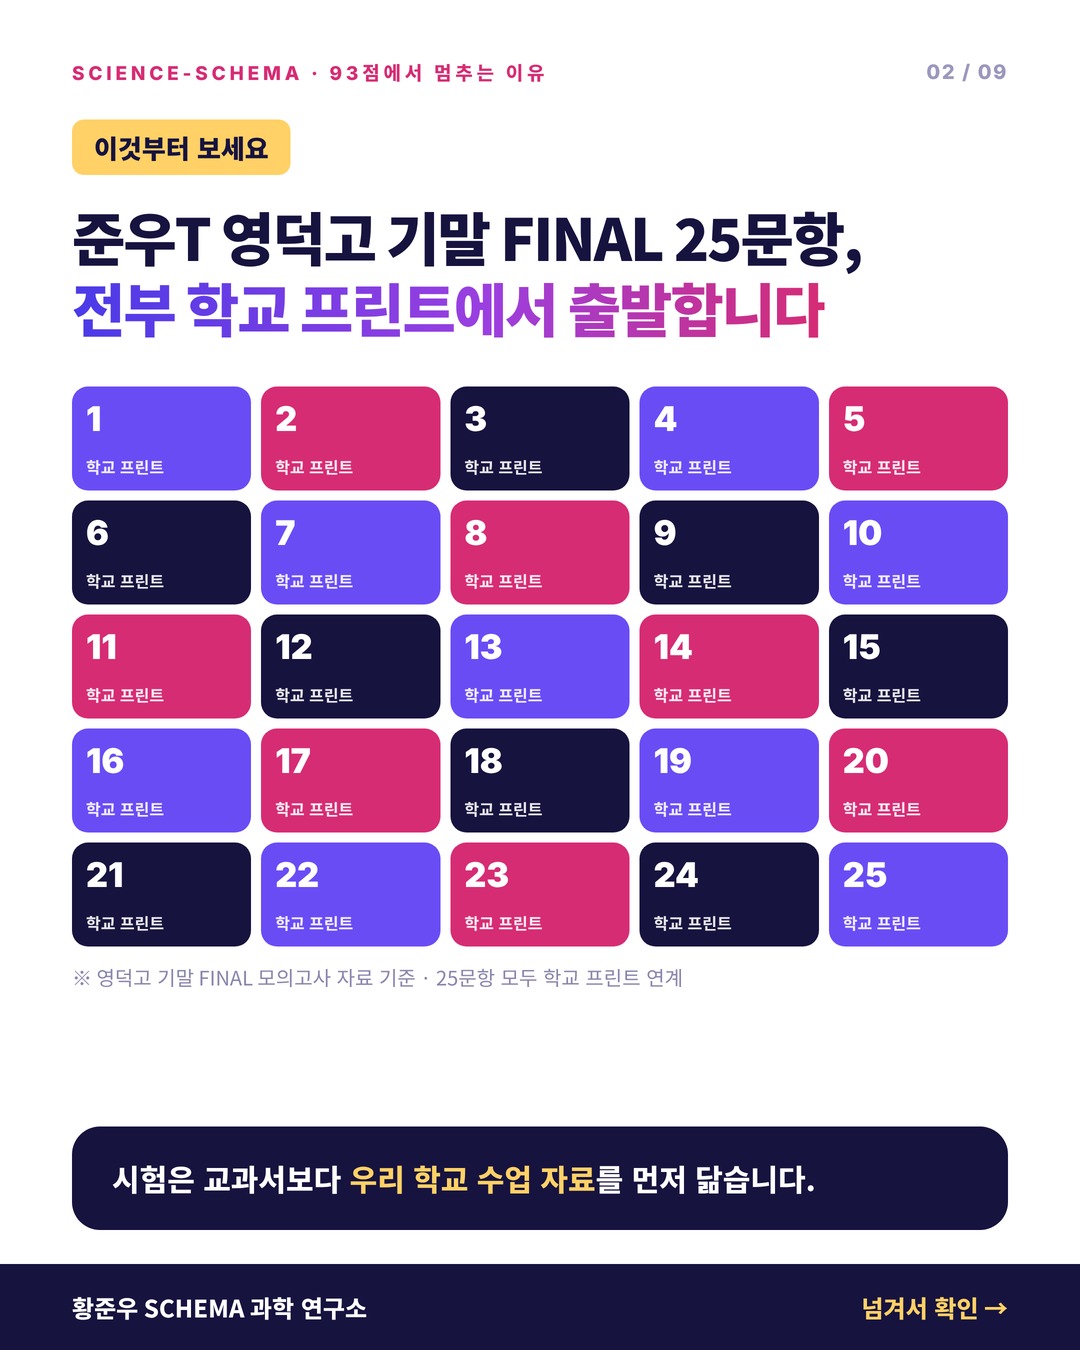 SCIENCE-SCHEMA · 93점에서 멈추는 이유
02 / 09
이것부터 보세요
준우T 영덕고 기말 FINAL 25문항,
전부 학교 프린트에서 출발합니다
1 2 3 4 5
학교 프린트 학교 프린트 학교 프린트 학교 프린트 학교 프린트
6 7 8 9 10
학교 프린트 학교 프린트 학교 프린트 학교 프린트 학교 프린트
11 12 13 14 15
학교 프린트 학교 프린트 학교 프린트 학교 프린트 학교 프린트
16 17 18 19 20
학교 프린트 학교 프린트 학교 프린트 학교 프린트 학교 프린트
21 22 23 24 25
학교 프린트 학교 프린트 학교 프린트 학교 프린트 학교 프린트
※ 영덕고 기말 FINAL 모의고사 자료 기준 · 25문항 모두 학교 프린트 연계
시험은 교과서보다 우리 학교 수업 자료를 먼저 닮습니다.
황준우 SCHEMA 과학 연구소
넘겨서 확인 →